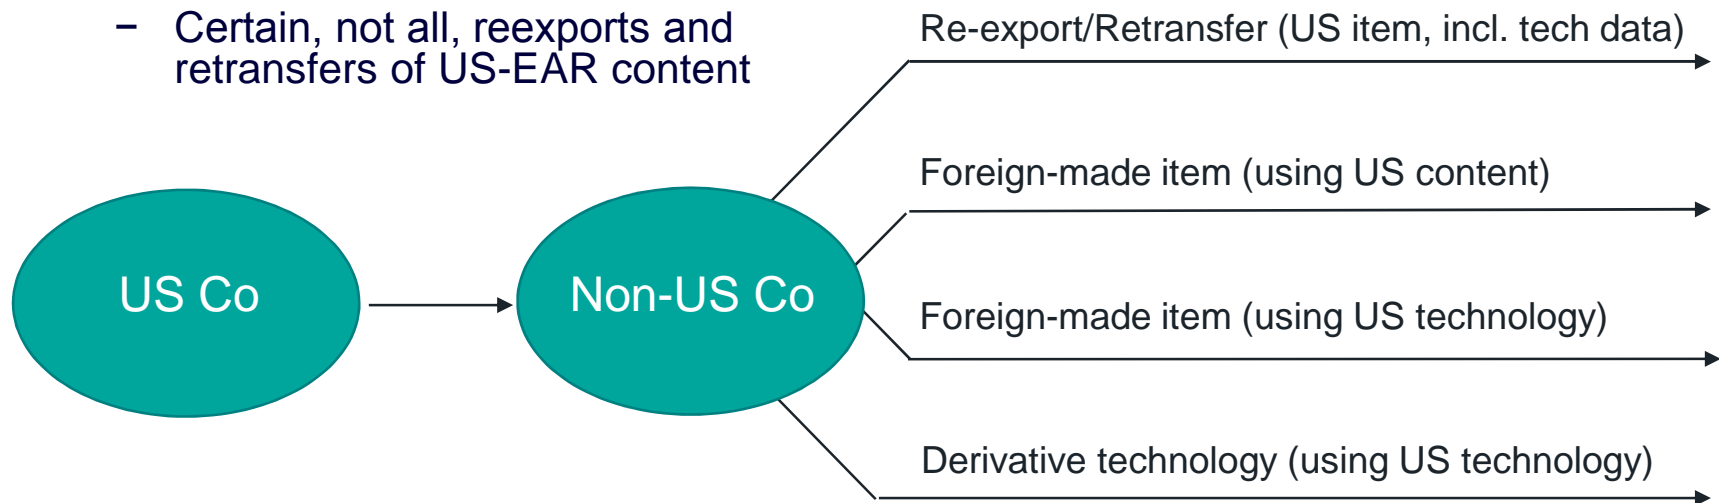 − Certain, not all, reexports and
retransfers of US-EAR content
Re-export/Retransfer (US item, incl. tech data)
Foreign-made item (using US content)
US Co
Non-US Co
Foreign-made item (using US technology)
Derivative technology (using US technology)